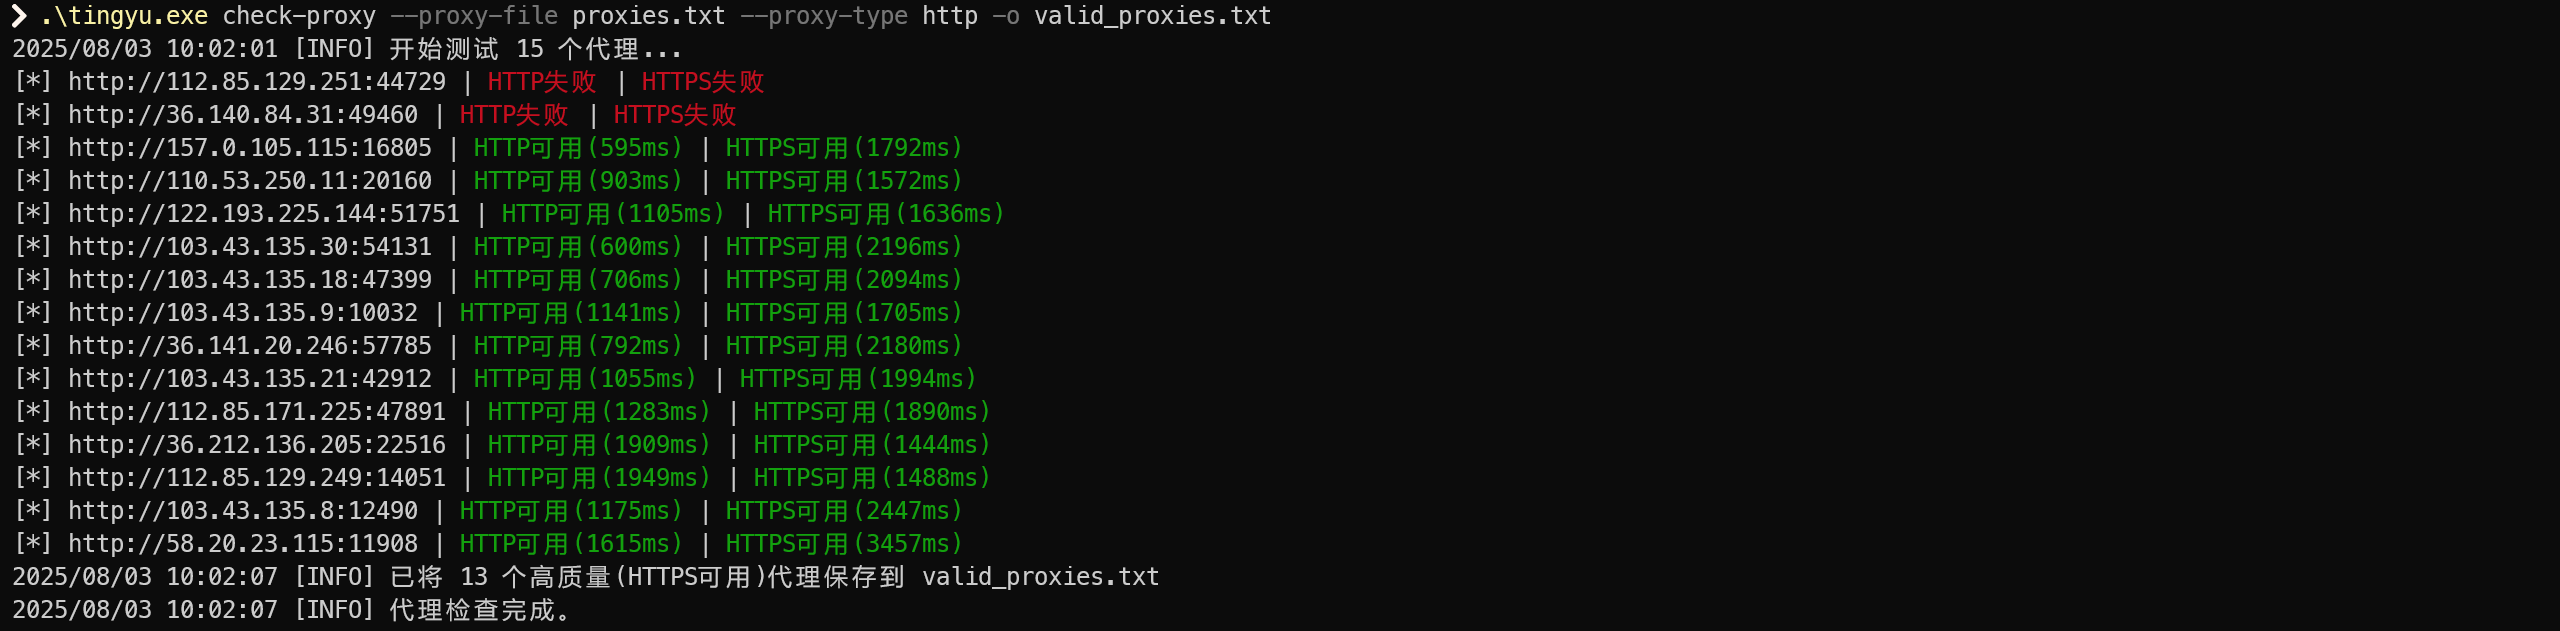 ❯ .\tingyu.exe check-proxy --proxy-file proxies.txt --proxy-type http -o valid_proxies.txt
2025/08/03 10:02:01 [INFO] 开始测试 15 个代理...
[*] http://112.85.129.251:44729 | HTTP失败 | HTTPS失败
[*] http://36.140.84.31:49460 | HTTP失败 | HTTPS失败
[*] http://157.0.105.115:16805 | HTTP可用(595ms) | HTTPS可用(1792ms)
[*] http://110.53.250.11:20160 | HTTP可用(903ms) | HTTPS可用(1572ms)
[*] http://122.193.225.144:51751 | HTTP可用(1105ms) | HTTPS可用(1636ms)
[*] http://103.43.135.30:54131 | HTTP可用(600ms) | HTTPS可用(2196ms)
[*] http://103.43.135.18:47399 | HTTP可用(706ms) | HTTPS可用(2094ms)
[*] http://103.43.135.9:10032 | HTTP可用(1141ms) | HTTPS可用(1705ms)
[*] http://36.141.20.246:57785 | HTTP可用(792ms) | HTTPS可用(2180ms)
[*] http://103.43.135.21:42912 | HTTP可用(1055ms) | HTTPS可用(1994ms)
[*] http://112.85.171.225:47891 | HTTP可用(1283ms) | HTTPS可用(1890ms)
[*] http://36.212.136.205:22516 | HTTP可用(1909ms) | HTTPS可用(1444ms)
[*] http://112.85.129.249:14051 | HTTP可用(1949ms) | HTTPS可用(1488ms)
[*] http://103.43.135.8:12490 | HTTP可用(1175ms) | HTTPS可用(2447ms)
[*] http://58.20.23.115:11908 | HTTP可用(1615ms) | HTTPS可用(3457ms)
2025/08/03 10:02:07 [INFO] 已将 13 个高质量(HTTPS可用)代理保存到 valid_proxies.txt
2025/08/03 10:02:07 [INFO] 代理检查完成。